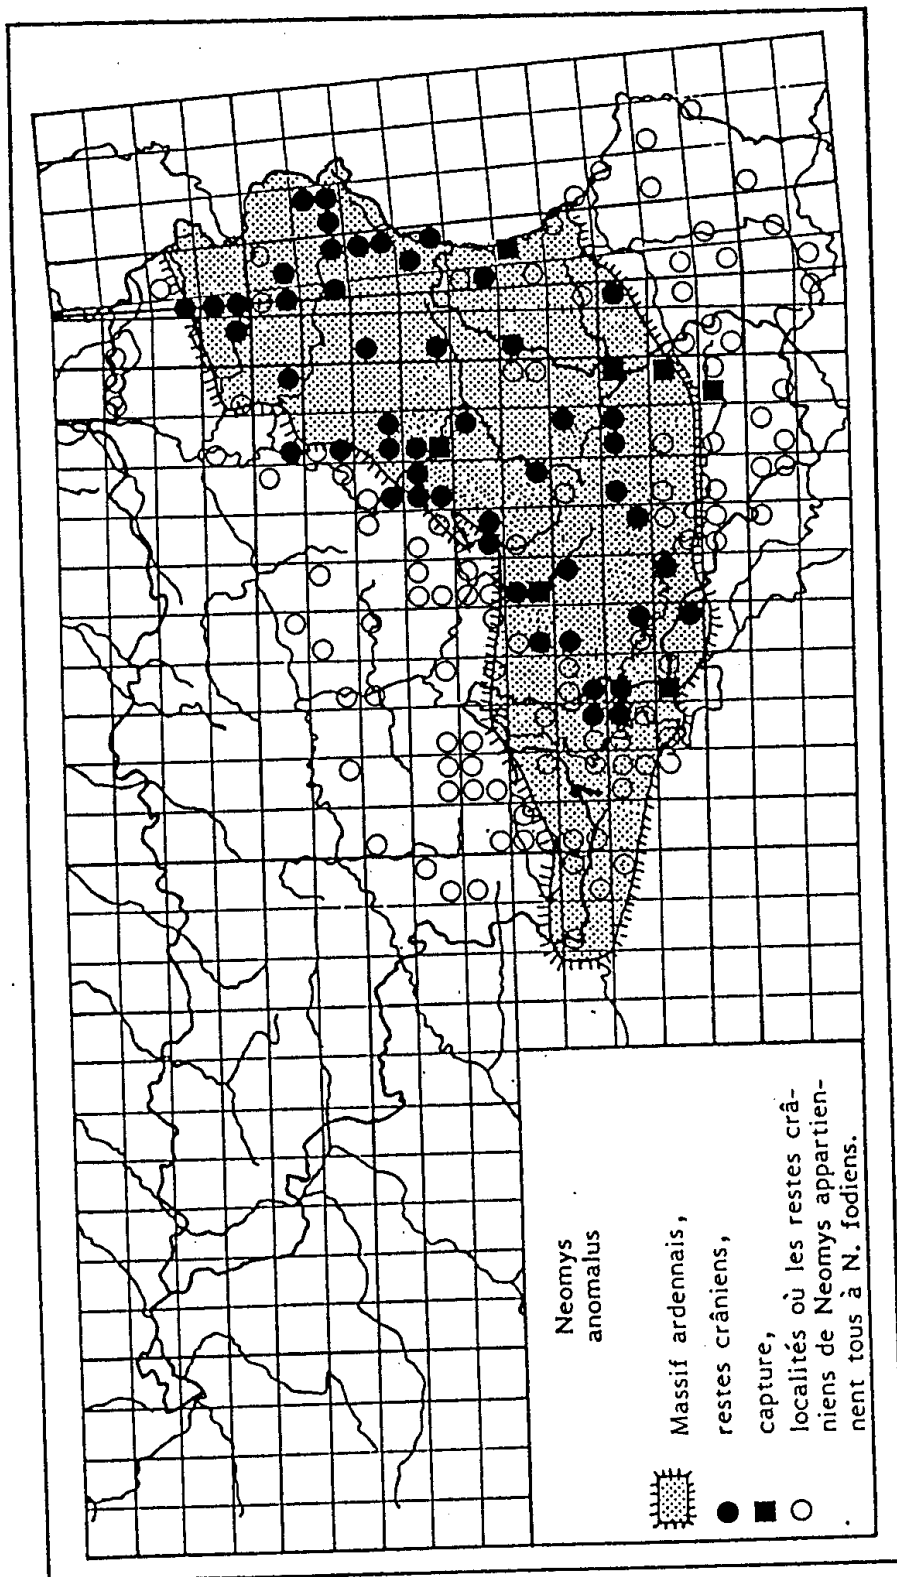 Neomys
anomalus
Massif ardennais,
restes crâniens,
capture,
localités où les restes crâ-
niens de Neomys appartien-
nent tous à N. fodiens.